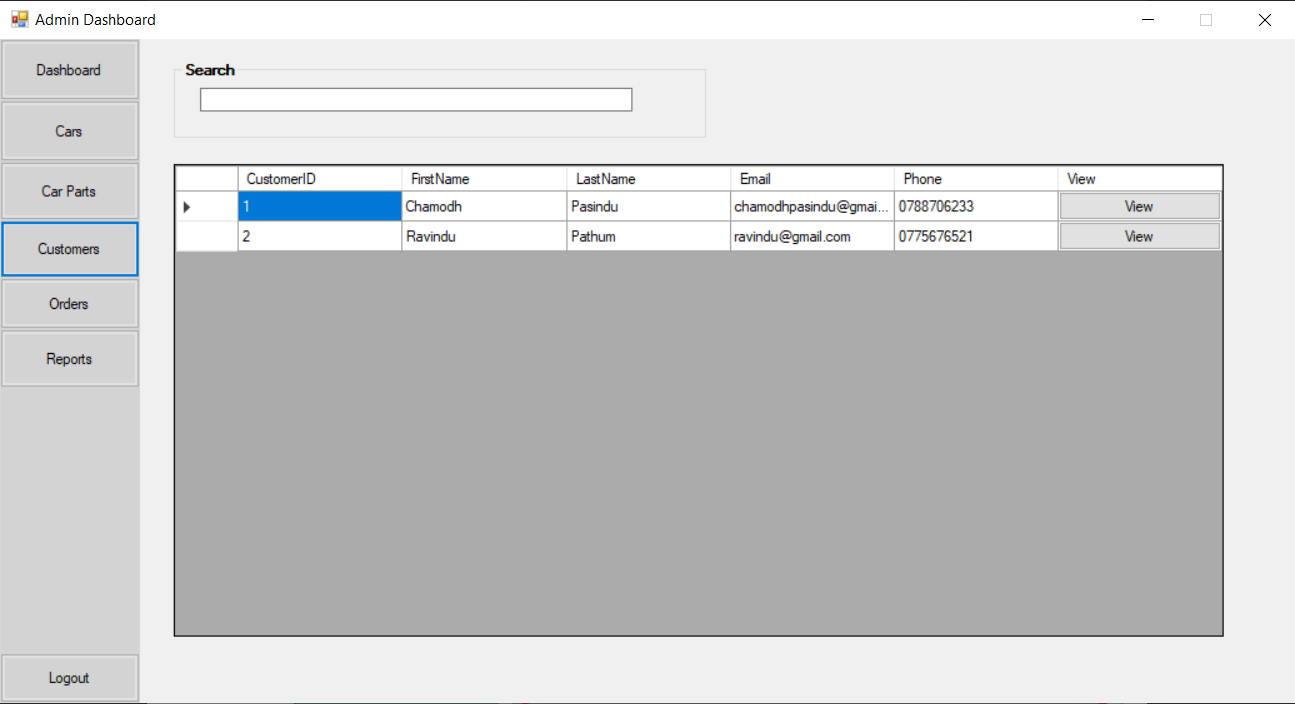 Admin Dashboard
Dashboard
Cars
Car Parts
Customers
Orders
Reports
Logout
Search
CustomerID FirstName LastName Email Phone View
1 Chamodh Pasindu chamodhpasindu@gmai... 0788706233 View
2 Ravindu Pathum ravindu@gmail.com 0775676521 View